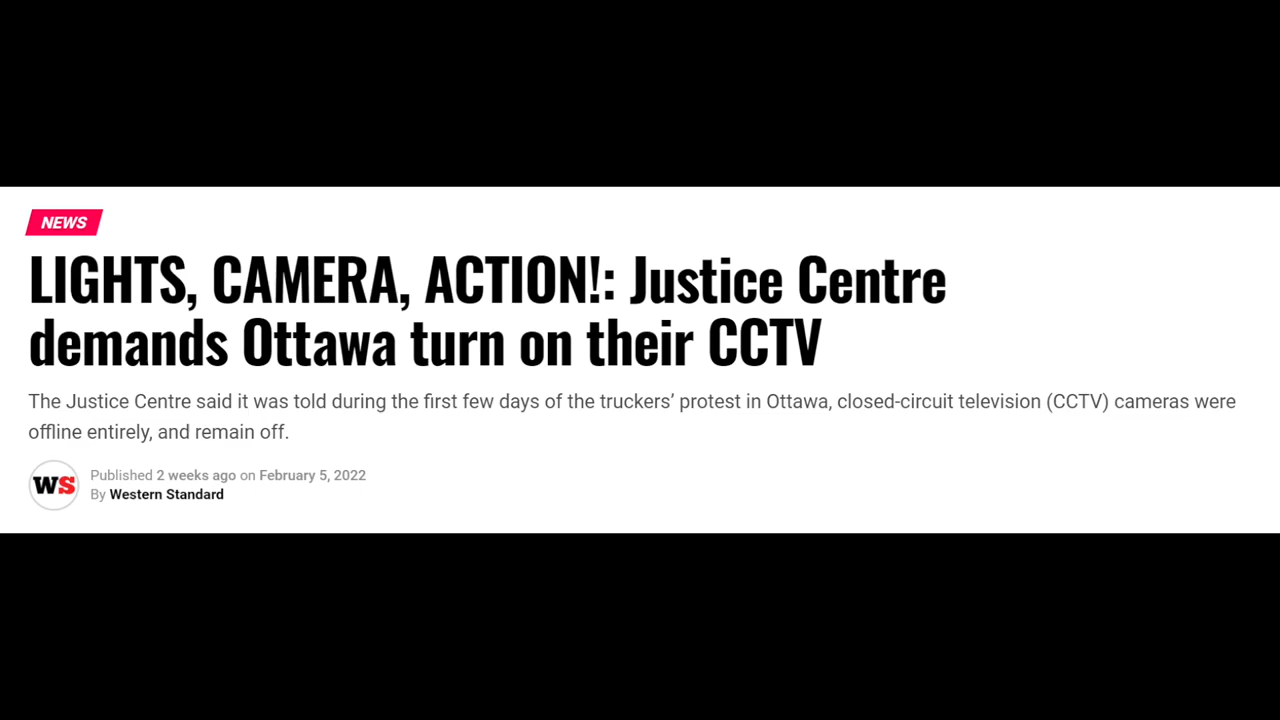 NEWS
LIGHTS, CAMERA, ACTION!: Justice Centre
demands Ottawa turn on their CCTV
The Justice Centre said it was told during the first few days of the truckers’ protest in Ottawa, closed-circuit television (CCTV) cameras were
offline entirely, and remain off.
WS
Published 2 weeks ago on February 5, 2022
By Western Standard